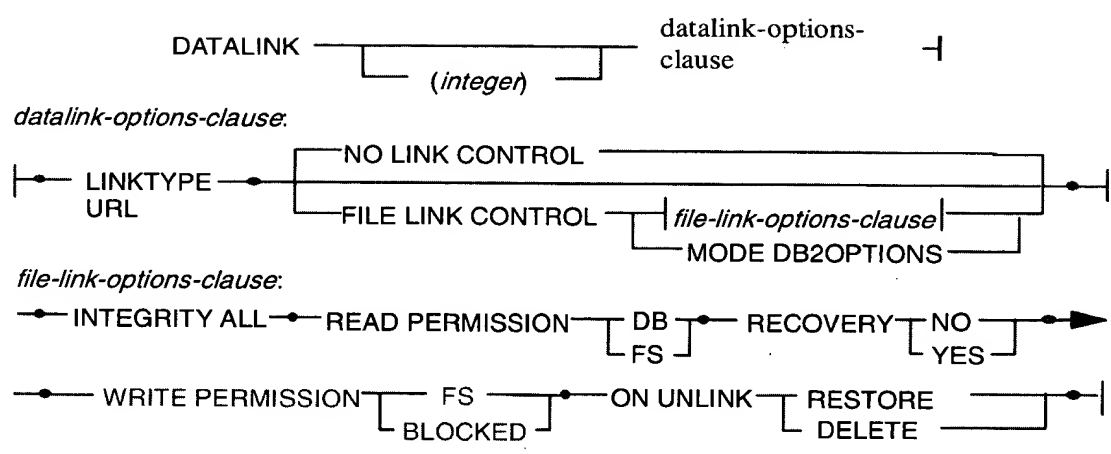 DATALINK datalink-options-
(integer) clause
datalink-options-clause:
NO LINK CONTROL
LINKTYPE
URL
FILE LINK CONTROL file-link-options-clause
MODE DB2OPTIONS
file-link-options-clause:
INTEGRITY ALL READ PERMISSION DB RECOVERY NO
FS YES
WRITE PERMISSION FS ON UNLINK RESTORE
BLOCKED DELETE